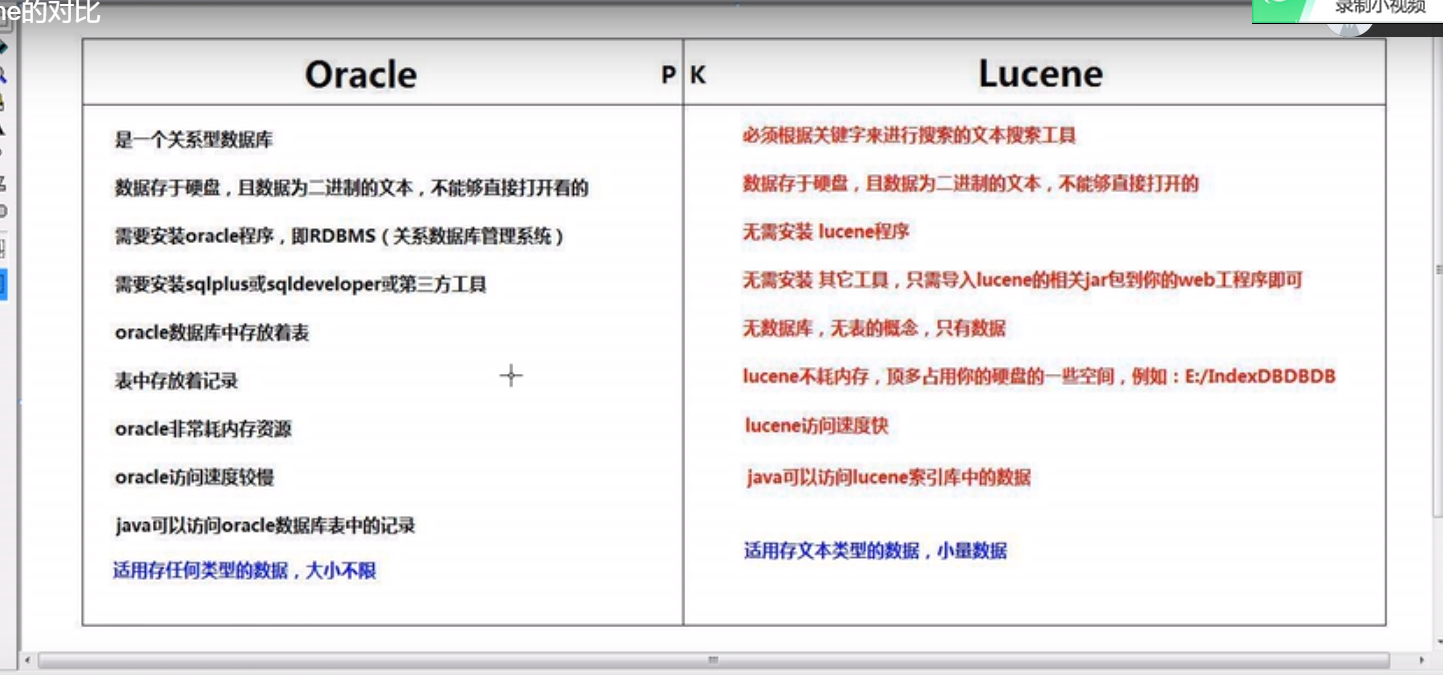 ne的对比
录制小视频
Oracle
P K
Lucene
是一个关系型数据库
数据存于硬盘，且数据为二进制的文本，不能够直接打开看的
需要安装oracle程序，即RDBMS（关系数据库管理系统）
需要安装sqlplus或sqldeveloper或第三方工具
oracle数据库中存放着表
表中存放着记录
oracle非常耗内存资源
oracle访问速度较慢
java可以访问oracle数据库表中的记录
适用存任何类型的数据，大小不限
必须根据关键字来进行搜索的文本搜索工具
数据存于硬盘，且数据为二进制的文本，不能够直接打开的
无需安装 lucene程序
无需安装 其它工具，只需导入lucene的相关jar包到你的web工程序即可
无数据库，无表的概念，只有数据
lucene不耗内存，顶多占用你的硬盘的一些空间，例如：E:/IndexDBDBDB
lucene访问速度快
java可以访问lucene索引库中的数据
适用存文本类型的数据，小量数据